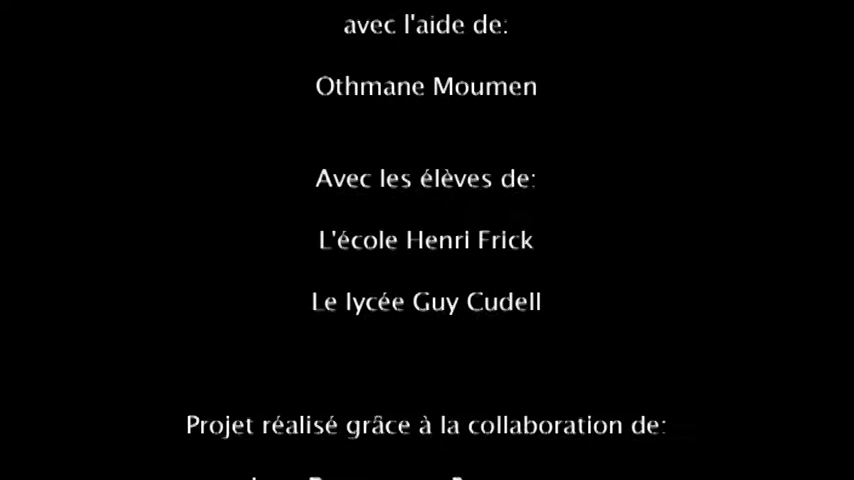 avec l'aide de:
Othmane Moumen
Avec les élèves de:
L'école Henri Frick
Le lycée Guy Cudell
Projet réalisé grâce à la collaboration de: